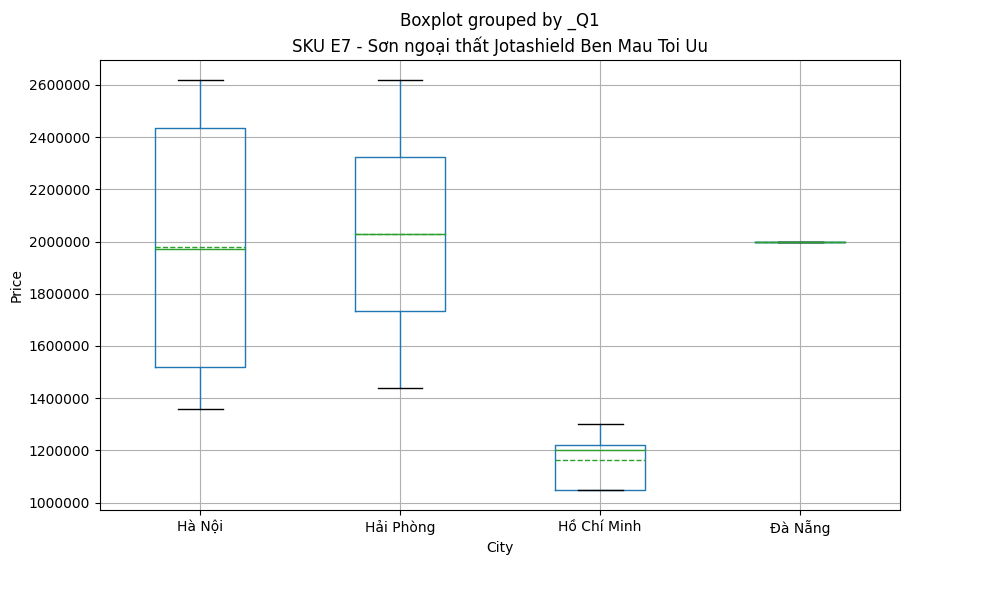 Boxplot grouped by _Q1
SKU E7 - Sơn ngoại thất Jotashield Ben Mau Toi Uu
2600000
2400000
2200000
2000000
1800000
1600000
1400000
1200000
1000000
Price
Hà Nội
Hải Phòng
Hồ Chí Minh
Đà Nẵng
City